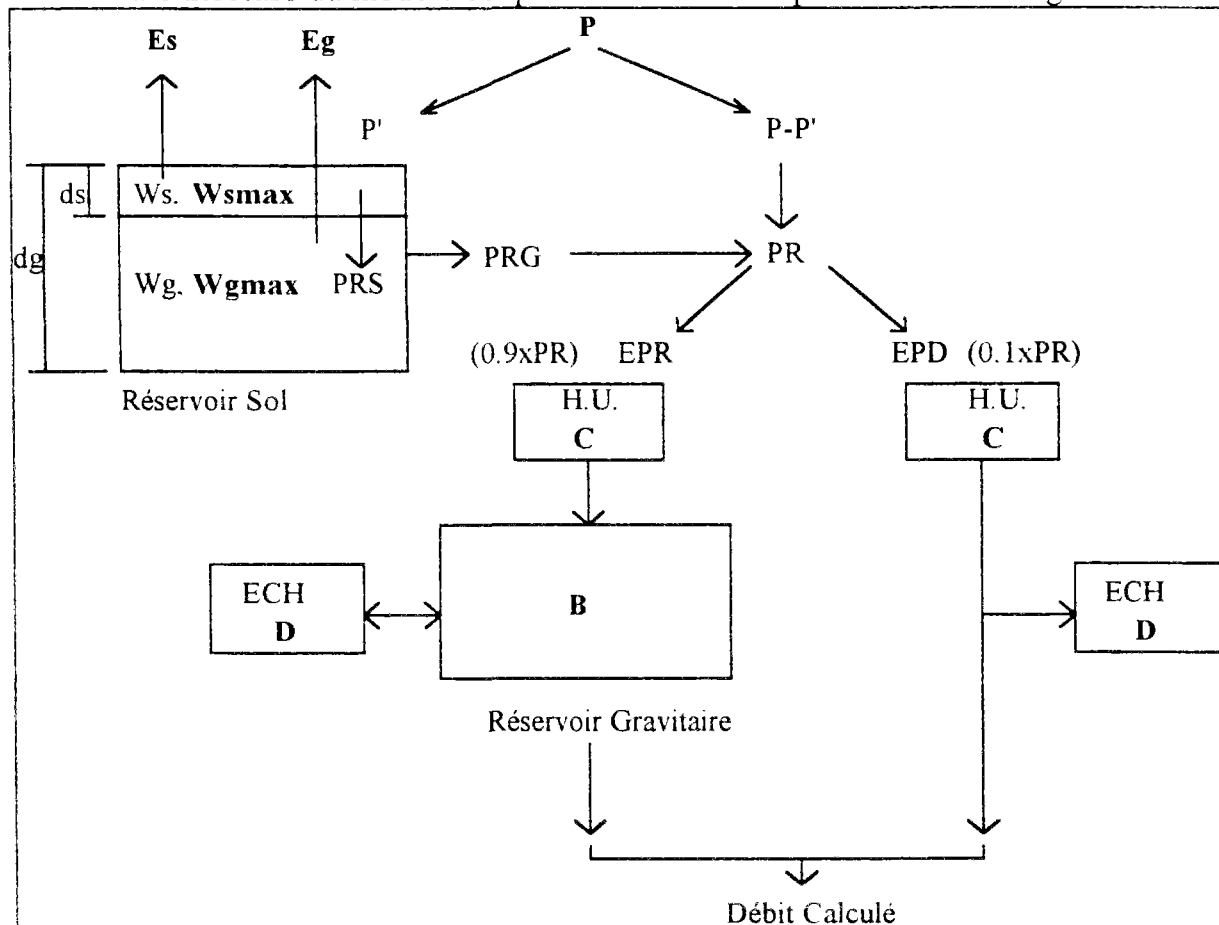 Es Eg P
P' P-P'
ds Ws. Wsmax
dg Wg. Wgmax PRS PRG PR
(0.9xPR) EPR EPD (0.1xPR)
Réservoir Sol H.U. H.U.
C C
ECH ECH
D B D
Réservoir Gravitaire
Débit Calculé